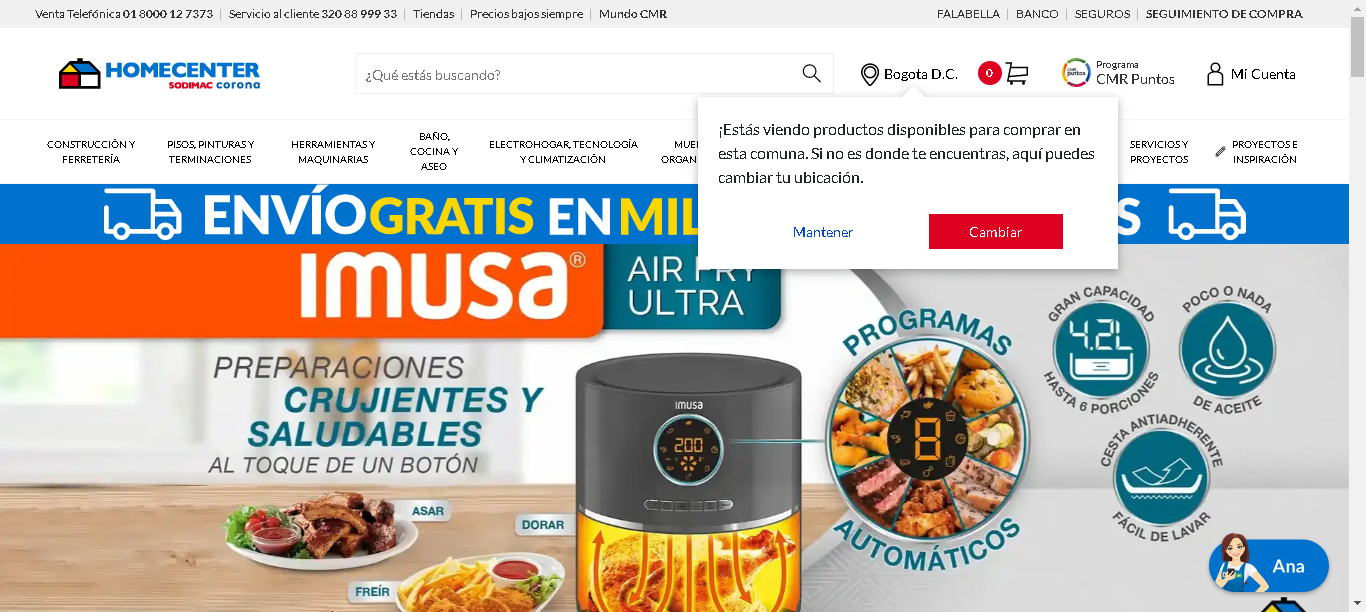 Venta Telefónica 01 8000 12 7373 | Servicio al cliente 320 88 999 33 | Tiendas | Precios bajos siempre | Mundo CMR
FALABELLA | BANCO | SEGUROS | SEGUIMIENTO DE COMPRA
HOMECENTER
SODIMAC corona
¿Qué estás buscando?
Bogota D.C.
0
CMR puntos
Programa
CMR Puntos
Mi Cuenta
CONSTRUCCIÓN Y
FERRETERÍA
PISOS, PINTURAS Y
TERMINACIONES
HERRAMIENTAS Y
MAQUINARIAS
BAÑO,
COCINA Y
ASEO
ELECTROHOGAR, TECNOLOGÍA
Y CLIMATIZACIÓN
MUE
ORGAN
SERVICIOS Y
PROYECTOS
PROYECTOS E
INSPIRACIÓN
¡Estás viendo productos disponibles para comprar en
esta comuna. Si no es donde te encuentras, aquí puedes
cambiar tu ubicación.
Mantener
Cambiar
ENVÍO GRATIS EN MIL
S
IMUSA®
AIR FRY
ULTRA
PREPARACIONES
CRUJIENTES Y
SALUDABLES
AL TOQUE DE UN BOTÓN
ASAR
DORAR
FREÍR
IMUSA
200
PROGRAMAS
8
AUTOMÁTICOS
GRAN CAPACIDAD
4.2L
HASTA 6 PORCIONES
POCO O NADA
DE ACEITE
CESTA ANTIADHERENTE
FÁCIL DE LAVAR
Ana